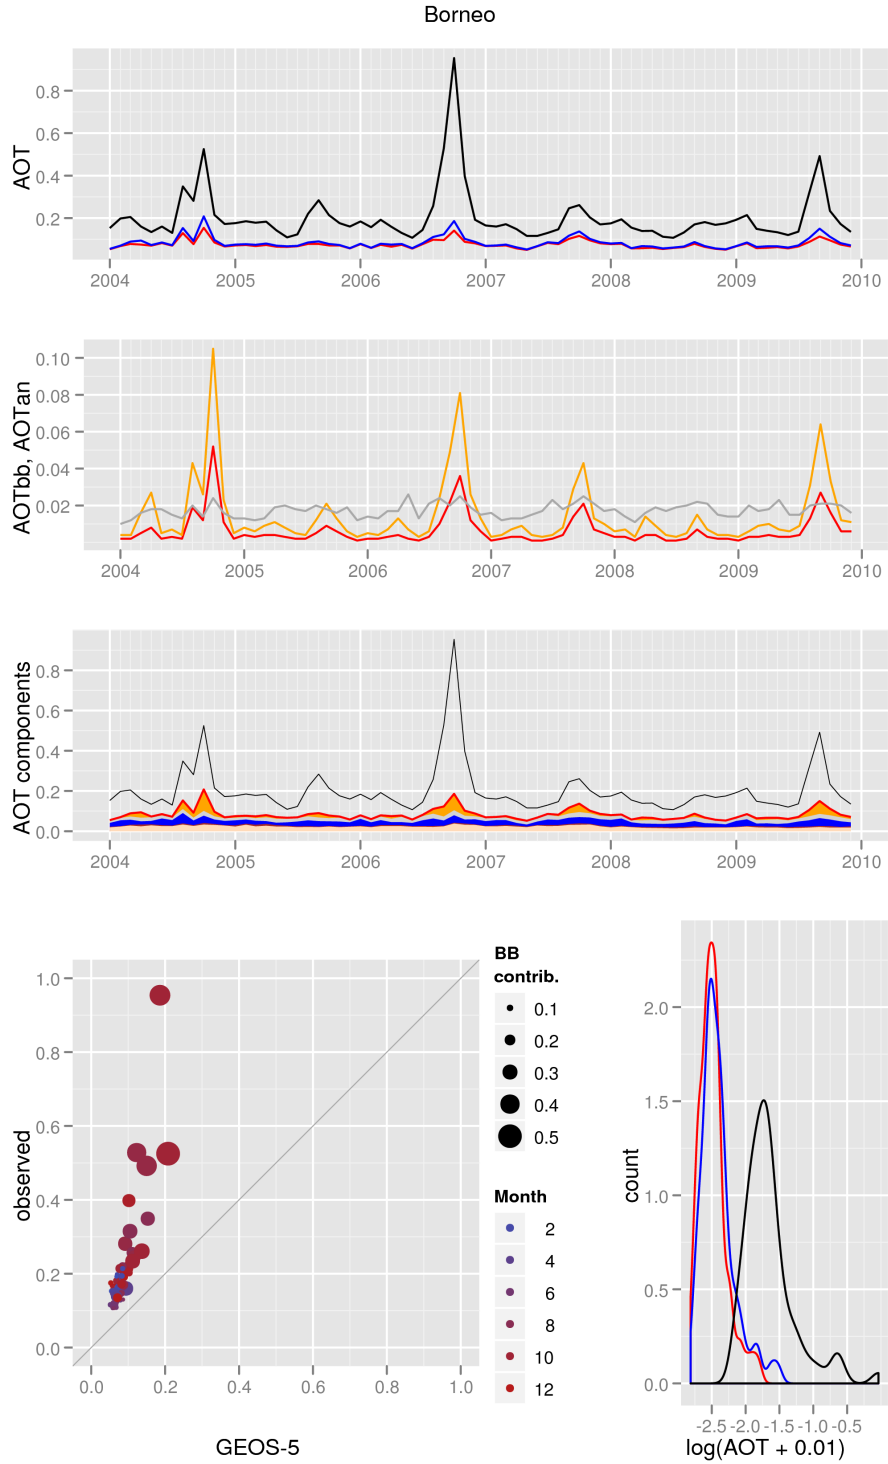 Borneo
AOT
0.8
0.6
0.4
0.2
2004 2005 2006 2007 2008 2009 2010
AOTbb, AOTan
0.10
0.08
0.06
0.04
0.02
2004 2005 2006 2007 2008 2009 2010
AOT components
0.8
0.6
0.4
0.2
0.0
2004 2005 2006 2007 2008 2009 2010
observed
1.0
0.8
0.6
0.4
0.2
0.0
0.0 0.2 0.4 0.6 0.8 1.0
GEOS-5
BB
contrib.
0.1
0.2
0.3
0.4
0.5
Month
2
4
6
8
10
12
count
2.0
1.5
1.0
0.5
0.0
-2.5 -2.0 -1.5 -1.0 -0.5
log(AOT + 0.01)